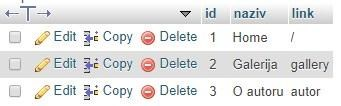 id naziv link
Edit Copy Delete 1 Home /
Edit Copy Delete 2 Galerija gallery
Edit Copy Delete 3 O autoru autor